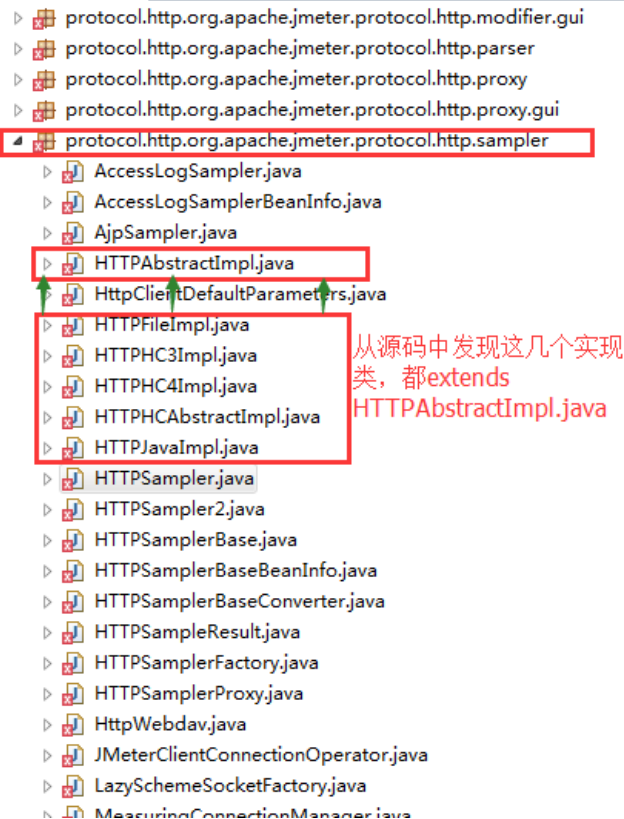 protocol.http.org.apache.jmeter.protocol.http.modifier.gui
protocol.http.org.apache.jmeter.protocol.http.parser
protocol.http.org.apache.jmeter.protocol.http.proxy
protocol.http.org.apache.jmeter.protocol.http.proxy.gui
protocol.http.org.apache.jmeter.protocol.http.sampler
AccessLogSampler.java
AccessLogSamplerBeanInfo.java
AjpSampler.java
HTTPAbstractImpl.java
HttpClientDefaultParameters.java
HTTPFileImpl.java
HTTPHC3Impl.java
HTTPHC4Impl.java
HTTPHCAbstractImpl.java
HTTPJavaImpl.java
从源码中发现这几个实现
类，都extends
HTTPAbstractImpl.java
HTTPSampler.java
HTTPSampler2.java
HTTPSamplerBase.java
HTTPSamplerBaseBeanInfo.java
HTTPSamplerBaseConverter.java
HTTPSampleResult.java
HTTPSamplerFactory.java
HTTPSamplerProxy.java
HttpWebdav.java
JMeterClientConnectionOperator.java
LazySchemeSocketFactory.java
MeasuringConnectionManager.java